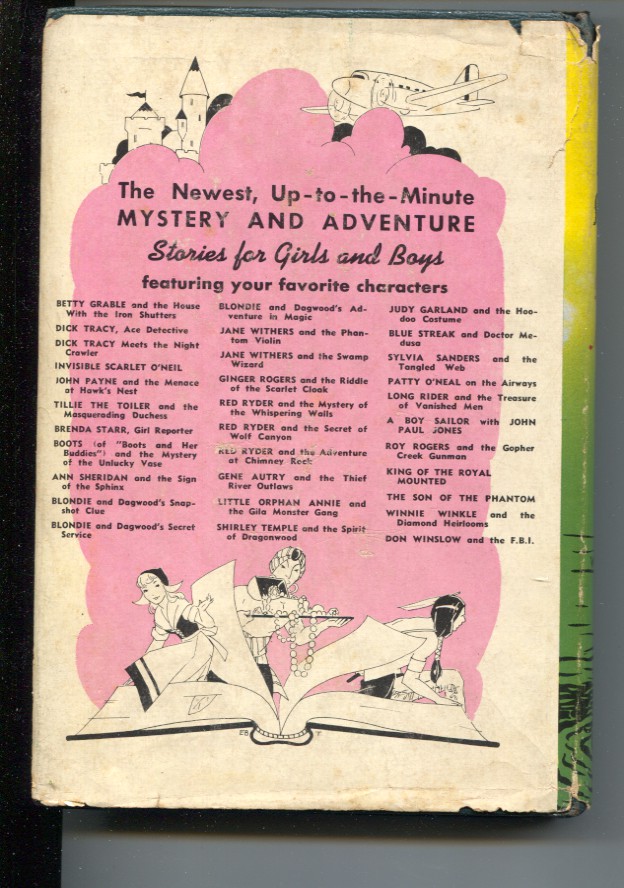 The Newest, Up-to-the-Minute
MYSTERY AND ADVENTURE
Stories for Girls and Boys
featuring your favorite characters
BETTY GRABLE and the House
With the Iron Shutters
DICK TRACY, Ace Detective
DICK TRACY Meets the Night
Crawler
INVISIBLE SCARLET O'NEIL
JOHN PAYNE and the Menace
at Hawk's Nest
TILLIE THE TOILER and the
Masquerading Duchess
BRENDA STARR, Girl Reporter
BOOTS (of "Boots and Her
Buddies") and the Mystery
of the Unlucky Vase
ANN SHERIDAN and the Sign
of the Sphinx
BLONDIE and Dagwood's Snap-
shot Clue
BLONDIE and Dagwood's Secret
Service
BLONDIE and Dagwood's Ad-
venture in Magic
JANE WITHERS and the Phan-
tom Violin
JANE WITHERS and the Swamp
Wizard
GINGER ROGERS and the Riddle
of the Scarlet Cloak
RED RYDER and the Mystery of
the Whispering Walls
RED RYDER and the Secret of
Wolf Canyon
RED RYDER and the Adventure
at Chimney Rock
GENE AUTRY and the Thief
River Outlaws
LITTLE ORPHAN ANNIE and
the Gila Monster Gang
SHIRLEY TEMPLE and the Spirit
of Dragonwood
JUDY GARLAND and the Hoo-
doo Costume
BLUE STREAK and Doctor Me-
dusa
SYLVIA SANDERS and the
Tangled Web
PATTY O'NEAL on the Airways
LONG RIDER and the Treasure
of Vanished Men
A BOY SAILOR with JOHN
PAUL JONES
ROY ROGERS and the Gopher
Creek Gunman
KING OF THE ROYAL
MOUNTED
THE SON OF THE PHANTOM
WINNIE WINKLE and the
Diamond Heirlooms
DON WINSLOW and the F.B.I.